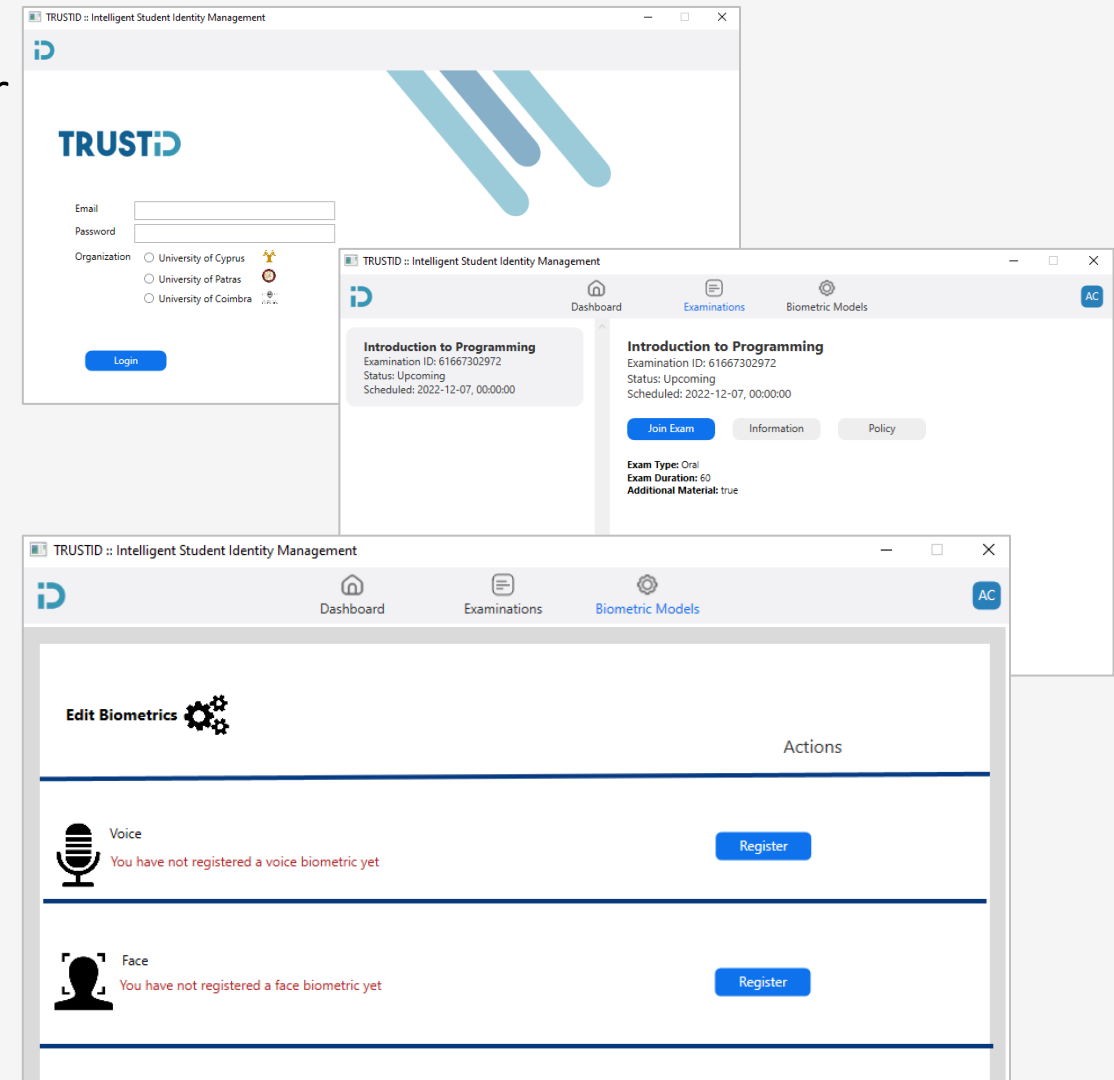 TRUSTID :: Intelligent Student Identity Management
iD
TRUSTiD
Email
Password
Organization
University of Cyprus
University of Patras
University of Coimbra
Login
TRUSTID :: Intelligent Student Identity Management
iD
Dashboard
Examinations
Biometric Models
AC
Introduction to Programming
Examination ID: 61667302972
Status: Upcoming
Scheduled: 2022-12-07, 00:00:00
Introduction to Programming
Examination ID: 61667302972
Status: Upcoming
Scheduled: 2022-12-07, 00:00:00
Join Exam
Information
Policy
Exam Type: Oral
Exam Duration: 60
Additional Material: true
TRUSTID :: Intelligent Student Identity Management
iD
Dashboard
Examinations
Biometric Models
AC
Edit Biometrics
Actions
Voice
You have not registered a voice biometric yet
Register
Face
You have not registered a face biometric yet
Register